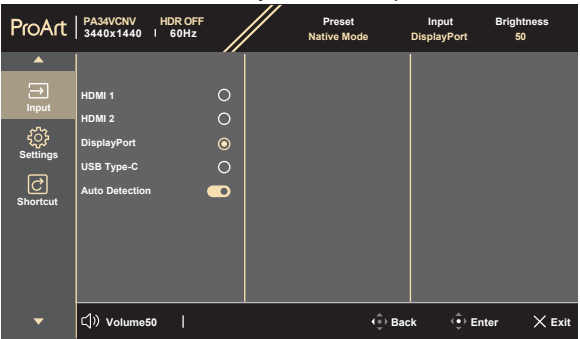 ProArt
PA34VCNV HDR OFF
3440x1440 | 60Hz
Preset
Native Mode
Input
DisplayPort
Brightness
50
Input
Settings
Shortcut
HDMI 1
HDMI 2
DisplayPort
USB Type-C
Auto Detection
Volume50
Back
Enter
Exit